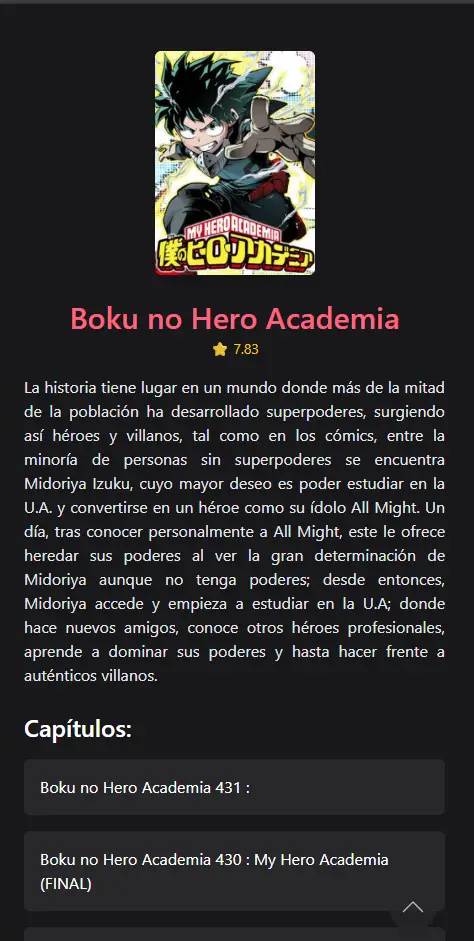 MY HERO ACADEMIA
僕のヒーローアカデミア
Boku no Hero Academia
7.83
La historia tiene lugar en un mundo donde más de la mitad
de la población ha desarrollado superpoderes, surgiendo
así héroes y villanos, tal como en los cómics, entre la
minoría de personas sin superpoderes se encuentra
Midoriya Izuku, cuyo mayor deseo es poder estudiar en la
U.A. y convertirse en un héroe como su ídolo All Might. Un
día, tras conocer personalmente a All Might, este le ofrece
heredar sus poderes al ver la gran determinación de
Midoriya aunque no tenga poderes; desde entonces,
Midoriya accede y empieza a estudiar en la U.A; donde
hace nuevos amigos, conoce otros héroes profesionales,
aprende a dominar sus poderes y hasta hacer frente a
auténticos villanos.
Capítulos:
Boku no Hero Academia 431 :
Boku no Hero Academia 430 : My Hero Academia
(FINAL)